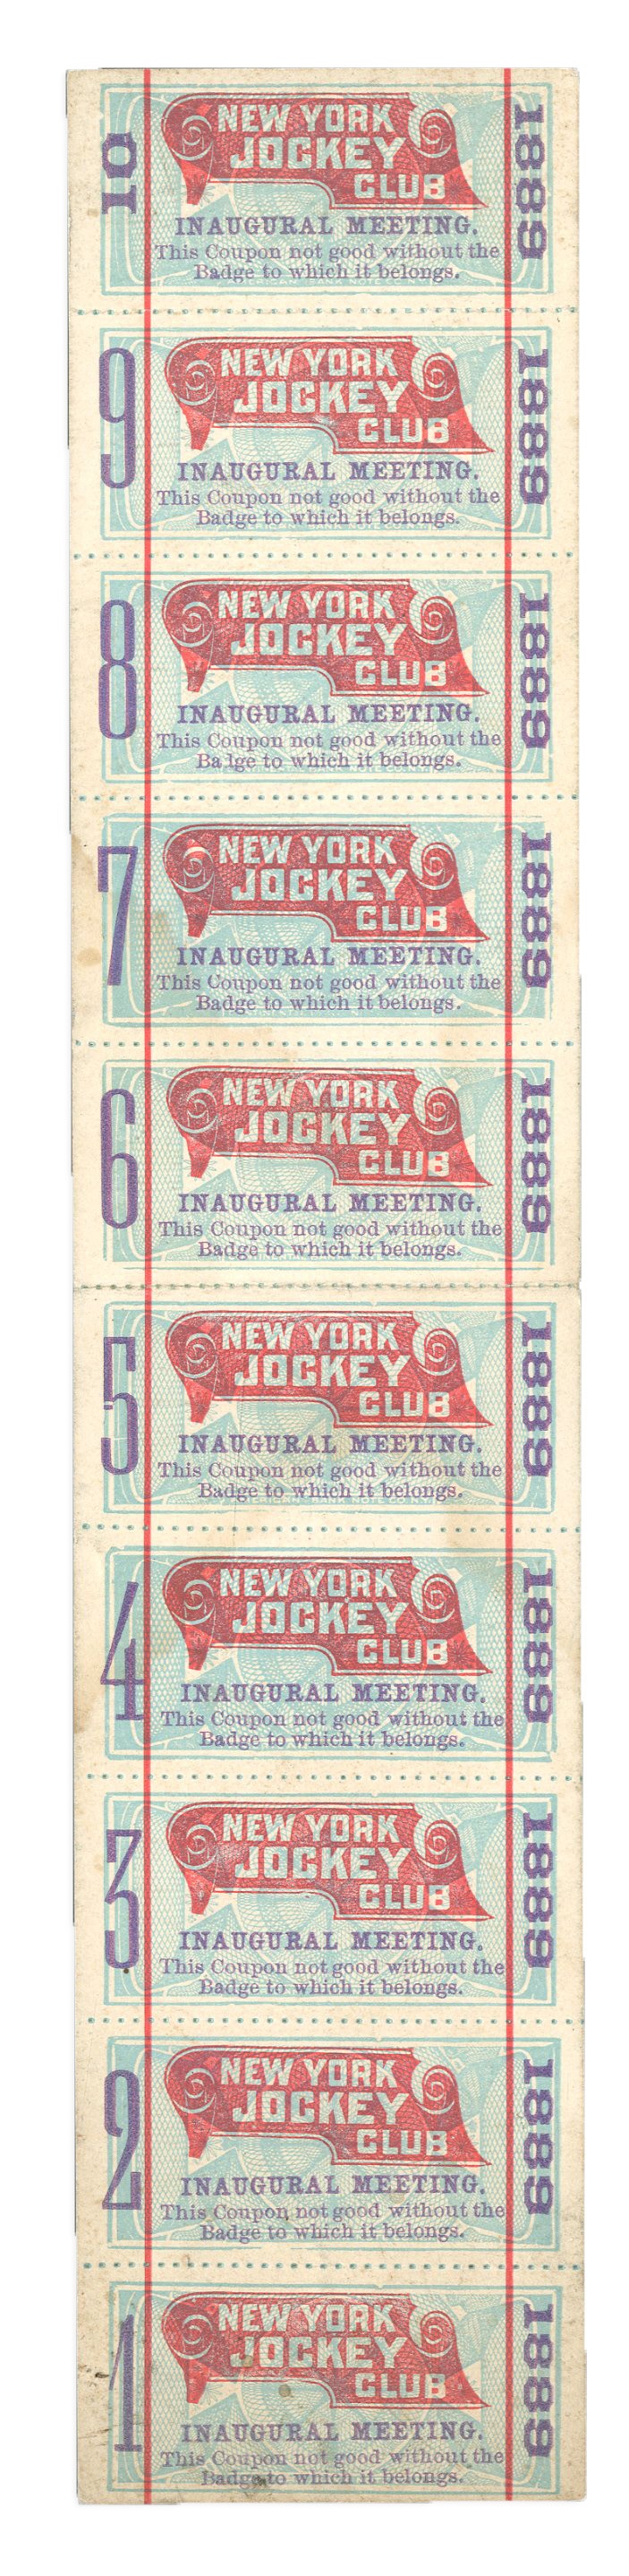 10
1889
NEW YORK
JOCKEY
CLUB
INAUGURAL MEETING.
This Coupon not good without the
Badge to which it belongs.
9
1889
NEW YORK
JOCKEY
CLUB
INAUGURAL MEETING.
This Coupon not good without the
Badge to which it belongs.
8
1889
NEW YORK
JOCKEY
CLUB
INAUGURAL MEETING.
This Coupon not good without the
Ba lge to which it belongs.
7
1889
NEW YORK
JOCKEY
CLUB
INAUGURAL MEETING.
This Coupon not good without the
Badge to which it belongs.
6
1889
NEW YORK
JOCKEY
CLUB
INAUGURAL MEETING.
This Coupon not good without the
Badge to which it belongs.
5
1889
NEW YORK
JOCKEY
CLUB
INAUGURAL MEETING.
This Coupon not good without the
Badge to which it belongs.
AMERICAN BANK NOTE CO. N.Y.
4
1889
NEW YORK
JOCKEY
CLUB
INAUGURAL MEETING.
This Coupon not good without the
Badge to which it belongs.
3
1889
NEW YORK
JOCKEY
CLUB
INAUGURAL MEETING.
This Coupon not good without the
Badge to which it belongs.
2
1889
NEW YORK
JOCKEY
CLUB
INAUGURAL MEETING.
This Coupon not good without the
Badge to which it belongs.
1
1889
NEW YORK
JOCKEY
CLUB
INAUGURAL MEETING.
This Coupon not good without the
Badge to which it belongs.